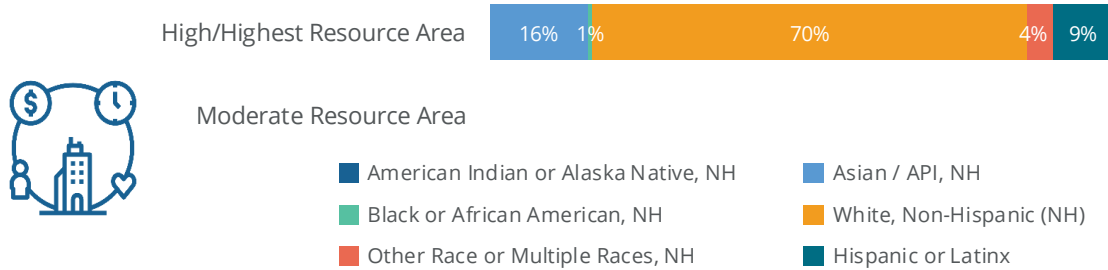 High/Highest Resource Area 16% 1% 70% 4% 9%
$
Moderate Resource Area
American Indian or Alaska Native, NH Asian / API, NH
Black or African American, NH White, Non-Hispanic (NH)
Other Race or Multiple Races, NH Hispanic or Latinx